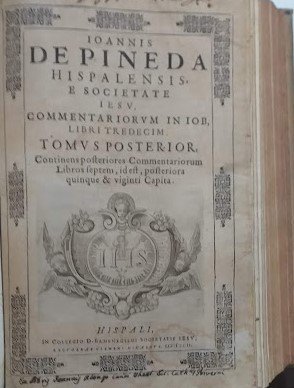 IOANNIS
DE PINEDA
HISPALENSIS,
E SOCIETATE
IESV,
COMMENTARIORVM IN IOB,
LIBRI TREDECIM.
TOMVS POSTERIOR,
Continens posteriores Commentariorum
Libros septem, id est, posteriora
quinque & viginti Capita.
IHS
HISPALI,
IN COLLEGIO D. SOCIETATIS IESV,